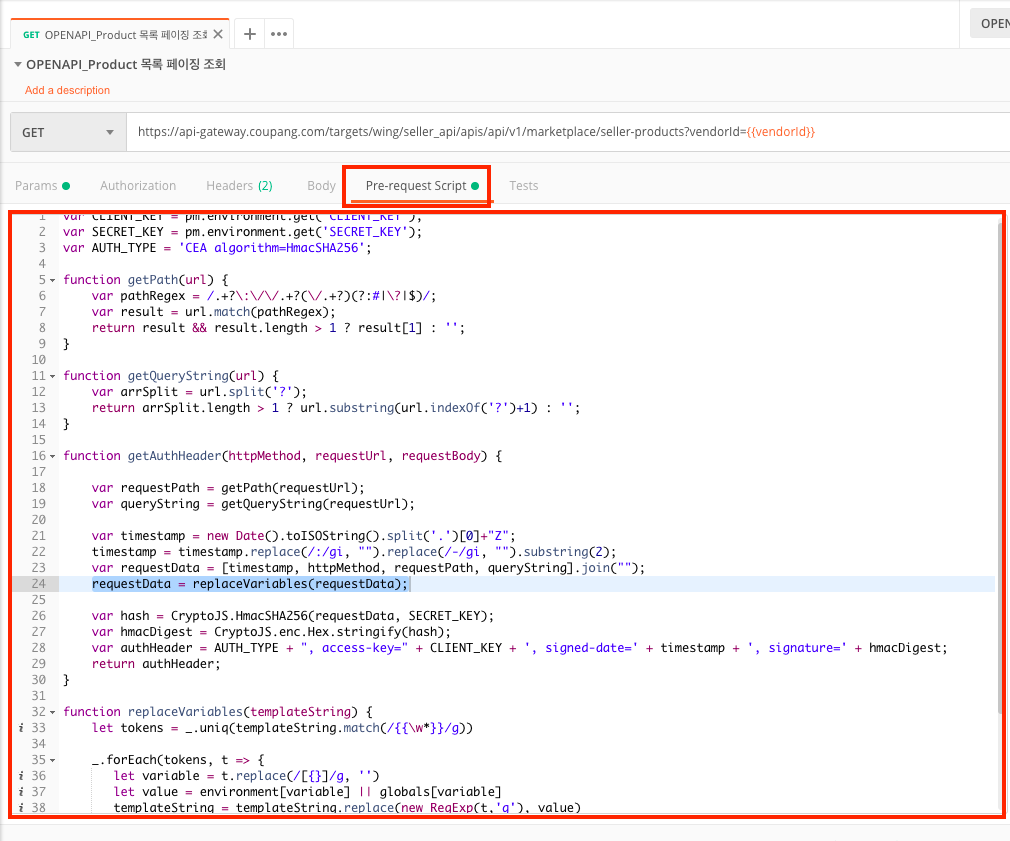 GET OPENAPI_Product 목록 페이징 조회
OPEN
OPENAPI_Product 목록 페이징 조회
Add a description
GET
https://api-gateway.coupang.com/targets/wing/seller_api/apis/api/v1/marketplace/seller-products?vendorId={{vendorId}}
Params Authorization Headers (2) Body Pre-request Script Tests
1 var CLIENT_KEY = pm.environment.get('CLIENT_KEY');
2 var SECRET_KEY = pm.environment.get('SECRET_KEY');
3 var AUTH_TYPE = 'CEA algorithm=HmacSHA256';
4
5 function getPath(url) {
6     var pathRegex = /.+?\:\/\/.+?(\/.+?)(?:#|\?|$)/;
7     var result = url.match(pathRegex);
8     return result && result.length > 1 ? result[1] : '';
9 }
10
11 function getQueryString(url) {
12     var arrSplit = url.split('?');
13     return arrSplit.length > 1 ? url.substring(url.indexOf('?')+1) : '';
14 }
15
16 function getAuthHeader(httpMethod, requestUrl, requestBody) {
17
18     var requestPath = getPath(requestUrl);
19     var queryString = getQueryString(requestUrl);
20
21     var timestamp = new Date().toISOString().split('.')[0]+"Z";
22     timestamp = timestamp.replace(/:/gi, "").replace(/-/gi, "").substring(2);
23     var requestData = [timestamp, httpMethod, requestPath, queryString].join("");
24     requestData = replaceVariables(requestData);
25
26     var hash = CryptoJS.HmacSHA256(requestData, SECRET_KEY);
27     var hmacDigest = CryptoJS.enc.Hex.stringify(hash);
28     var authHeader = AUTH_TYPE + ", access-key=" + CLIENT_KEY + ', signed-date=' + timestamp + ', signature=' + hmacDigest;
29     return authHeader;
30 }
31
32 function replaceVariables(templateString) {
i 33     let tokens = _.uniq(templateString.match(/{{\w*}}/g))
34
35     _.forEach(tokens, t => {
i 36         let variable = t.replace(/[{}]/g, '')
i 37         let value = environment[variable] || globals[variable]
i 38         templateString = templateString.replace(new RegExp(t,'g'), value)